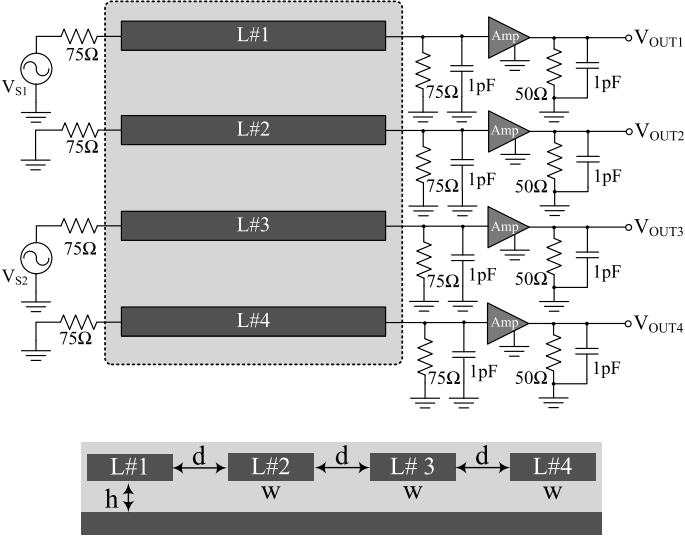 L#1
Amp
V_OUT1
75Ω
V_S1
75Ω
1pF
50Ω
1pF
L#2
Amp
V_OUT2
75Ω
75Ω
1pF
50Ω
1pF
L#3
Amp
V_OUT3
75Ω
V_S2
75Ω
1pF
50Ω
1pF
L#4
Amp
V_OUT4
75Ω
75Ω
1pF
50Ω
1pF
L#1 d L#2 d L# 3 d L#4
h w w w